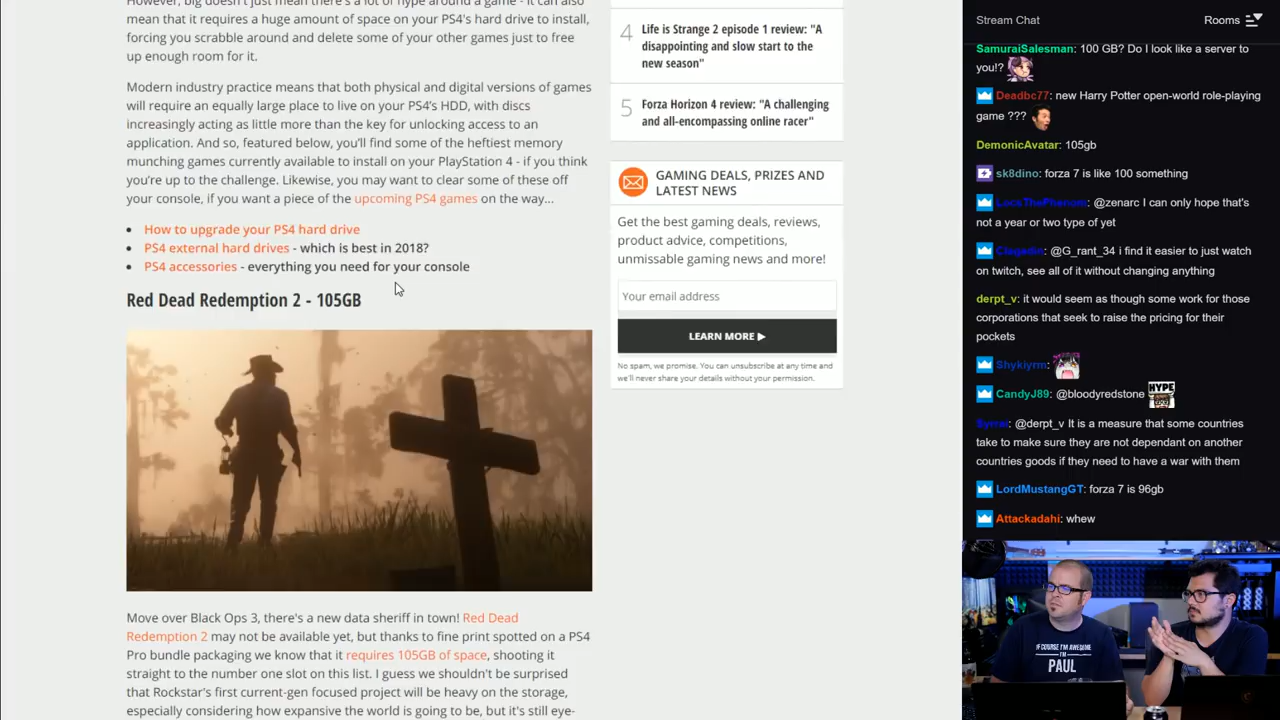 However, big doesn't just mean there's a lot of hype around a game - it can also
mean that it requires a huge amount of space on your PS4's hard drive to install,
forcing you scrabble around and delete some of your other games just to free
up enough room for it.
Modern industry practice means that both physical and digital versions of games
will require an equally large place to live on your PS4's HDD, with discs
increasingly acting as little more than the key for unlocking access to an
application. And so, featured below, you'll find some of the heftiest memory
munching games currently available to install on your PlayStation 4 - if you think
you're up to the challenge. Likewise, you may want to clear some of these off
your console, if you want a piece of the upcoming PS4 games on the way...
How to upgrade your PS4 hard drive
PS4 external hard drives - which is best in 2018?
PS4 accessories - everything you need for your console
Red Dead Redemption 2 - 105GB
Move over Black Ops 3, there's a new data sheriff in town! Red Dead
Redemption 2 may not be available yet, but thanks to fine print spotted on a PS4
Pro bundle packaging we know that it requires 105GB of space, shooting it
straight to the number one slot on this list. I guess we shouldn't be surprised
that Rockstar's first current-gen focused project will be heavy on the storage,
especially considering how expansive the world is going to be, but it's still eye-
4
Life is Strange 2 episode 1 review: "A
disappointing and slow start to the
new season"
5
Forza Horizon 4 review: "A challenging
and all-encompassing online racer"
GAMING DEALS, PRIZES AND
LATEST NEWS
Get the best gaming deals, reviews,
product advice, competitions,
unmissable gaming news and more!
Your email address
LEARN MORE ▶
No spam, we promise. You can unsubscribe at any time and
we'll never share your details without your permission.
Stream Chat
Rooms
SamuraiSalesman: 100 GB? Do I look like a server to
you!?
Deadbc77: new Harry Potter open-world role-playing
game ???
DemonicAvatar: 105gb
sk8dino: forza 7 is like 100 something
LocaThePhenom: @zenarc I can only hope that's
not a year or two type of yet
@G_rant_34 i find it easier to just watch
on twitch, see all of it without changing anything
derpt_v: it would seem as though some work for those
corporations that seek to raise the pricing for their
pockets
Shykiyrm:
CandyJ89: @bloodyredstone
HYPE
@derpt_v It is a measure that some countries
take to make sure they are not dependant on another
countries goods if they need to have a war with them
LordMustangGT: forza 7 is 96gb
Attackadahi: whew
IF COURSE I'M AWESOME
I'M
PAUL